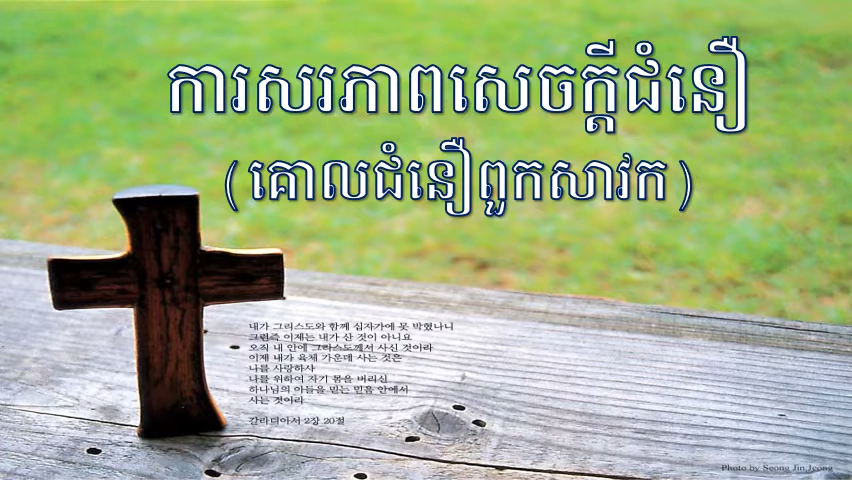 ការសរភាពសេចក្ដីជំនឿ
(គោលជំនឿពួកសាវក)
내가 그리스도와 함께 십자가에 못 박혔나니
그런즉 이제는 내가 산 것이 아니요
오직 내 안에 그리스도께서 사신 것이라
이제 내가 육체 가운데 사는 것은
나를 사랑하사
나를 위하여 자기 몸을 버리신
하나님의 아들을 믿는 믿음 안에서
사는 것이라
갈라디아서 2장 20절
Photo by Seong Jin,Jeong